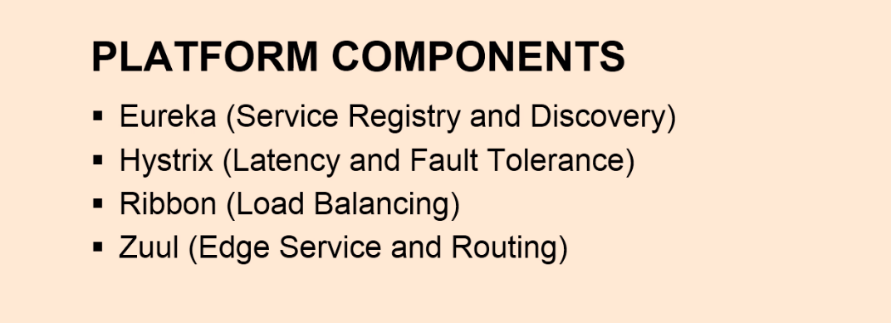 PLATFORM COMPONENTS
▪ Eureka (Service Registry and Discovery)
▪ Hystrix (Latency and Fault Tolerance)
▪ Ribbon (Load Balancing)
▪ Zuul (Edge Service and Routing)